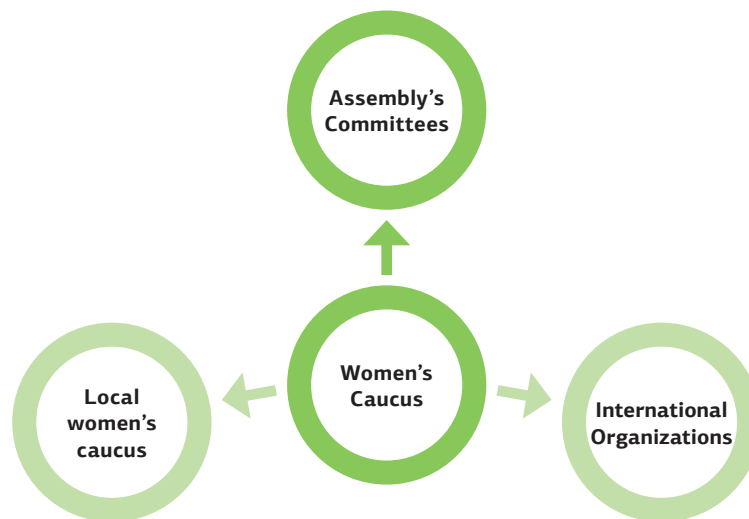 Assembly’s
Committees
Women’s
Caucus
Local
women’s
caucus
International
Organizations